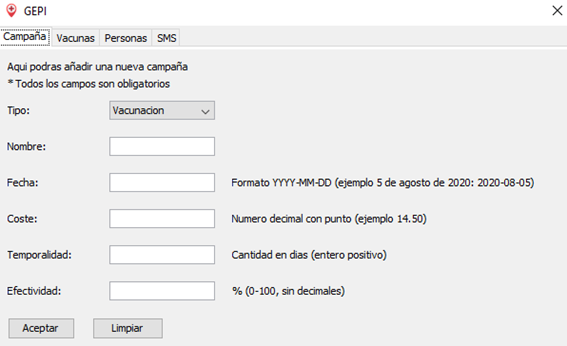 GEPI
Campaña Vacunas Personas SMS
Aqui podras añadir una nueva campaña
* Todos los campos son obligatorios
Tipo: Vacunacion
Nombre:
Fecha: Formato YYYY-MM-DD (ejemplo 5 de agosto de 2020: 2020-08-05)
Coste: Numero decimal con punto (ejemplo 14.50)
Temporalidad: Cantidad en dias (entero positivo)
Efectividad: % (0-100, sin decimales)
Aceptar Limpiar